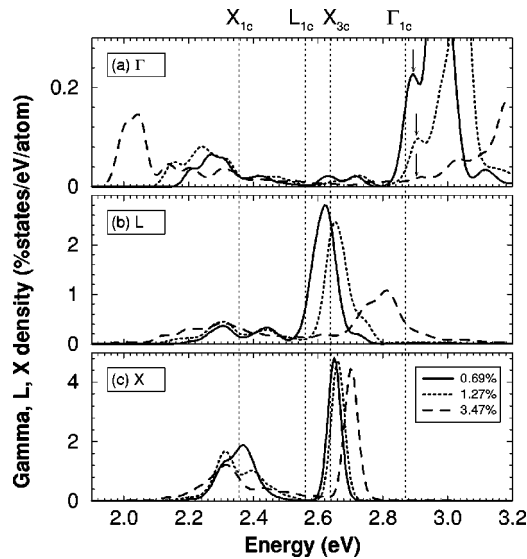 X1c L1c X3c Γ1c
Gamma, L, X density (%states/eV/atom)
(a) Γ
0.2
0
(b) L
2
1
0
(c) X
0.69%
1.27%
3.47%
4
2
0
2.0 2.2 2.4 2.6 2.8 3.0 3.2
Energy (eV)